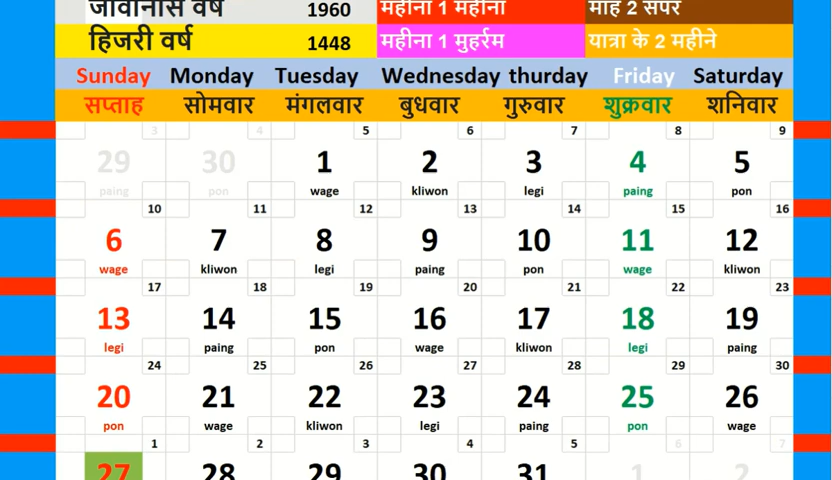 जावानीस वर्ष 1960 महीना 1 महीना माह 2 सपर
हिजरी वर्ष 1448 महीना 1 मुहर्रम यात्रा के 2 महीने
Sunday Monday Tuesday Wednesday thurday Friday Saturday
सप्ताह सोमवार मंगलवार बुधवार गुरुवार शुक्रवार शनिवार
3 4 5 6 7 8 9
29 30 1 2 3 4 5
paing pon wage kliwon legi paing pon
10 11 12 13 14 15 16
6 7 8 9 10 11 12
wage kliwon legi paing pon wage kliwon
17 18 19 20 21 22 23
13 14 15 16 17 18 19
legi paing pon wage kliwon legi paing
24 25 26 27 28 29 30
20 21 22 23 24 25 26
pon wage kliwon legi paing pon wage
1 2 3 4 5 6 7
27 28 29 30 31 1 2